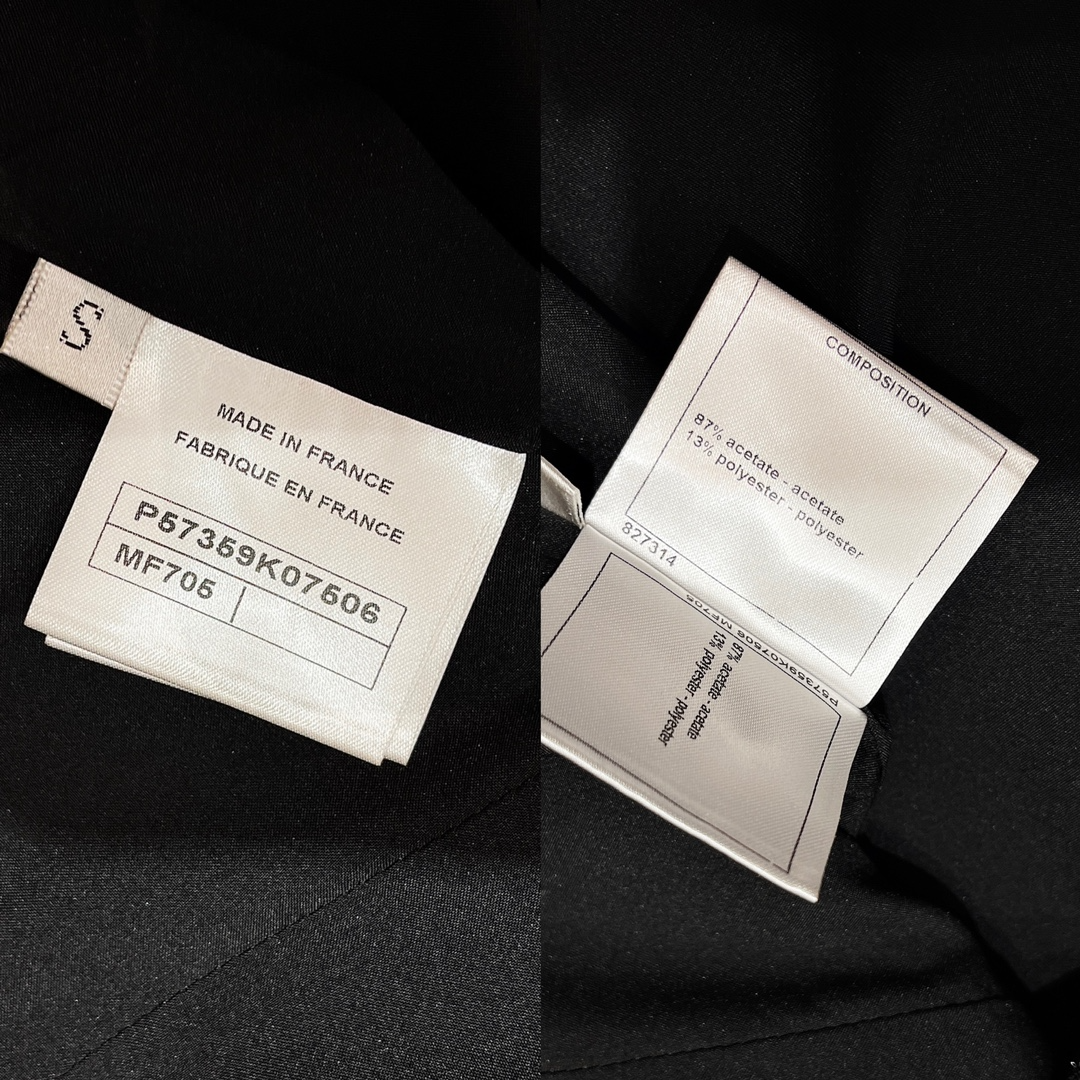 S
MADE IN FRANCE
FABRIQUE EN FRANCE
P57359K07506
MF705
COMPOSITION
87% acetate - acetate
13% polyester - polyester
827314
P57359K07506 MF705
87% acetate - acetate
13% polyester - polyester